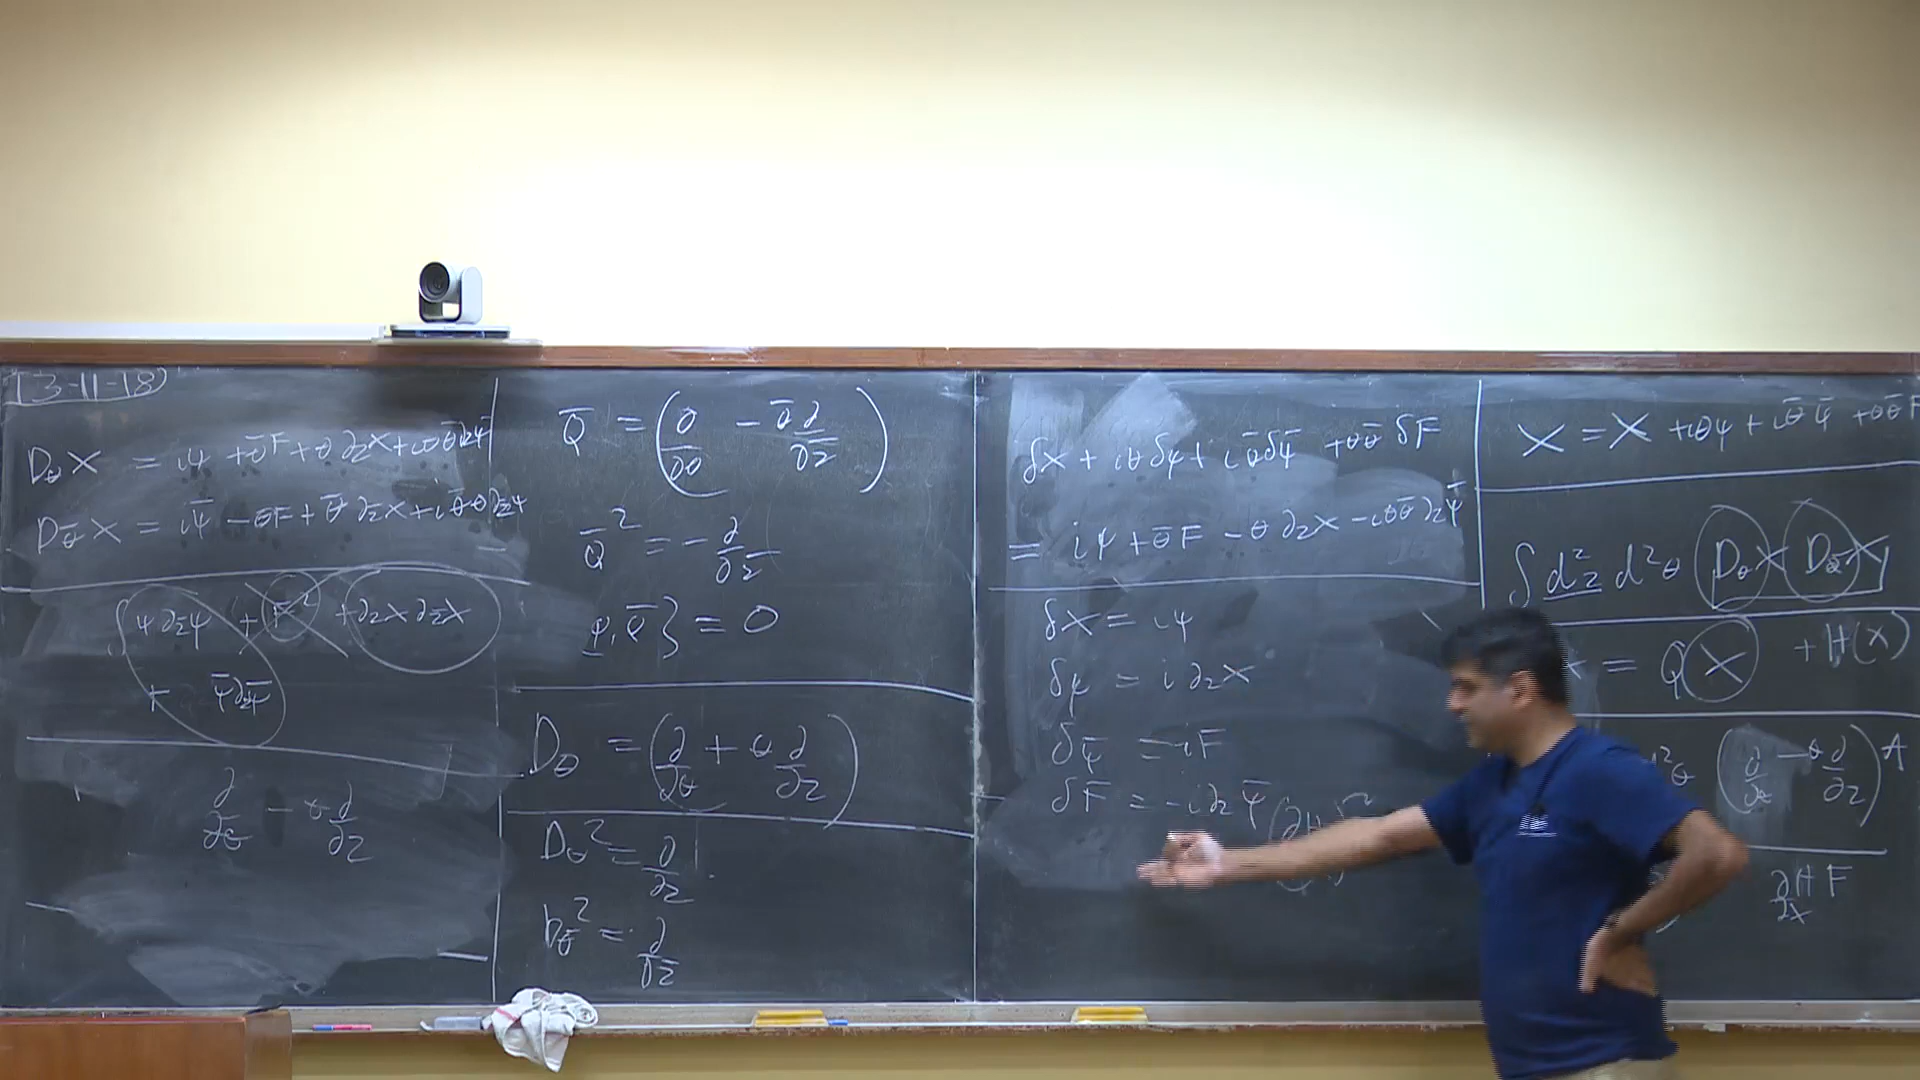 13-11-18
D_θ X = iψ + θ̄F + θ ∂_z X + iθθ̄ ∂_z ψ̄
D_θ̄ X = iψ̄ - θF + θ̄ ∂_z̄ X + iθ̄θ ∂_z̄ ψ
∫ ψ ∂_z̄ ψ + F² + ∂_z X ∂_z̄ X
+ ψ̄ ∂_z ψ̄
∂/∂θ - θ ∂/∂z
Q̄ = (∂/∂θ̄ - θ̄ ∂/∂z̄)
Q̄² = - ∂/∂z̄
Q̄} = 0
D_θ = (∂/∂θ + θ ∂/∂z)
D_θ² = ∂/∂z
D_θ̄² = ∂/∂z̄
δX + iθδψ + iθ̄δψ̄ + θθ̄ δF
= iψ + θ̄F - θ ∂_z X - iθθ̄ ∂_z ψ̄
δX = iψ
δψ = i ∂_z X
δψ̄ = -iF
δF = -i∂_z ψ̄
X = X + iθψ + iθ̄ψ̄ + θθ̄F
∫ d²z d²θ D_θ X D_θ̄ X
= Q(X) + H(X)
(∂/∂θ - θ ∂/∂z) A
∂H/∂X F